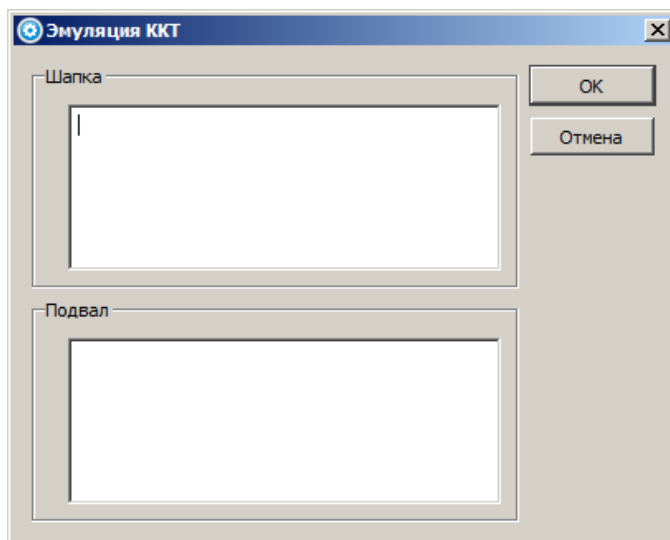 Эмуляция ККТ
Шапка
OK
Отмена
Подвал